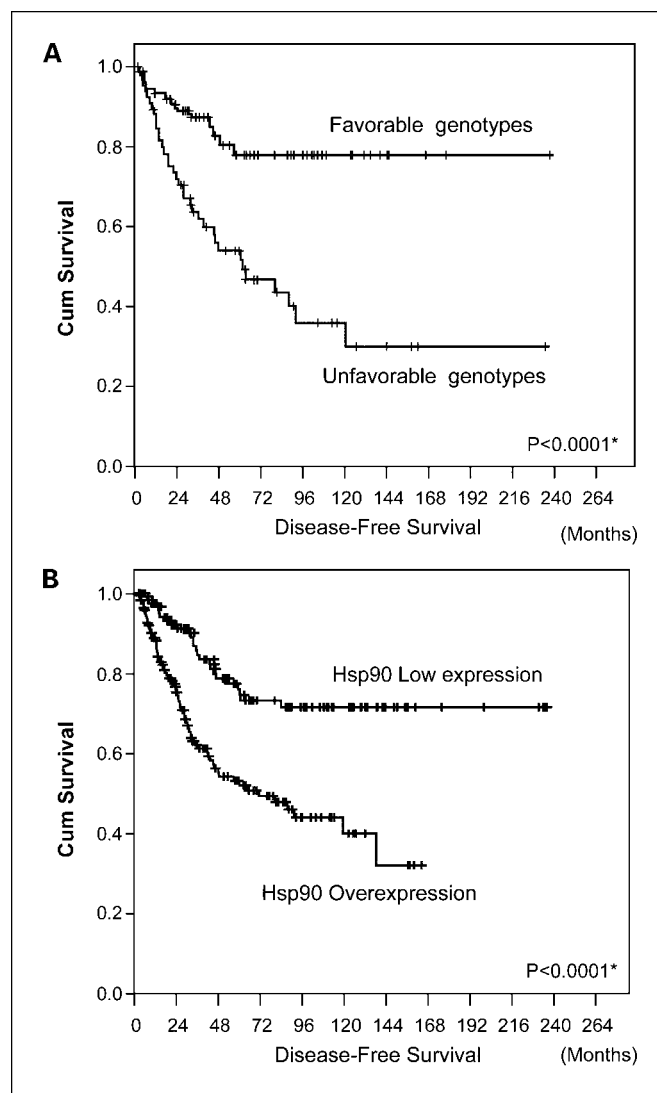 A
1.0
0.8
0.6
0.4
0.2
0.0
Cum Survival
Favorable genotypes
Unfavorable genotypes
P<0.0001*
0 24 48 72 96 120 144 168 192 216 240 264
Disease-Free Survival (Months)
B
1.0
0.8
0.6
0.4
0.2
0.0
Cum Survival
Hsp90 Low expression
Hsp90 Overexpression
P<0.0001*
0 24 48 72 96 120 144 168 192 216 240 264
Disease-Free Survival (Months)